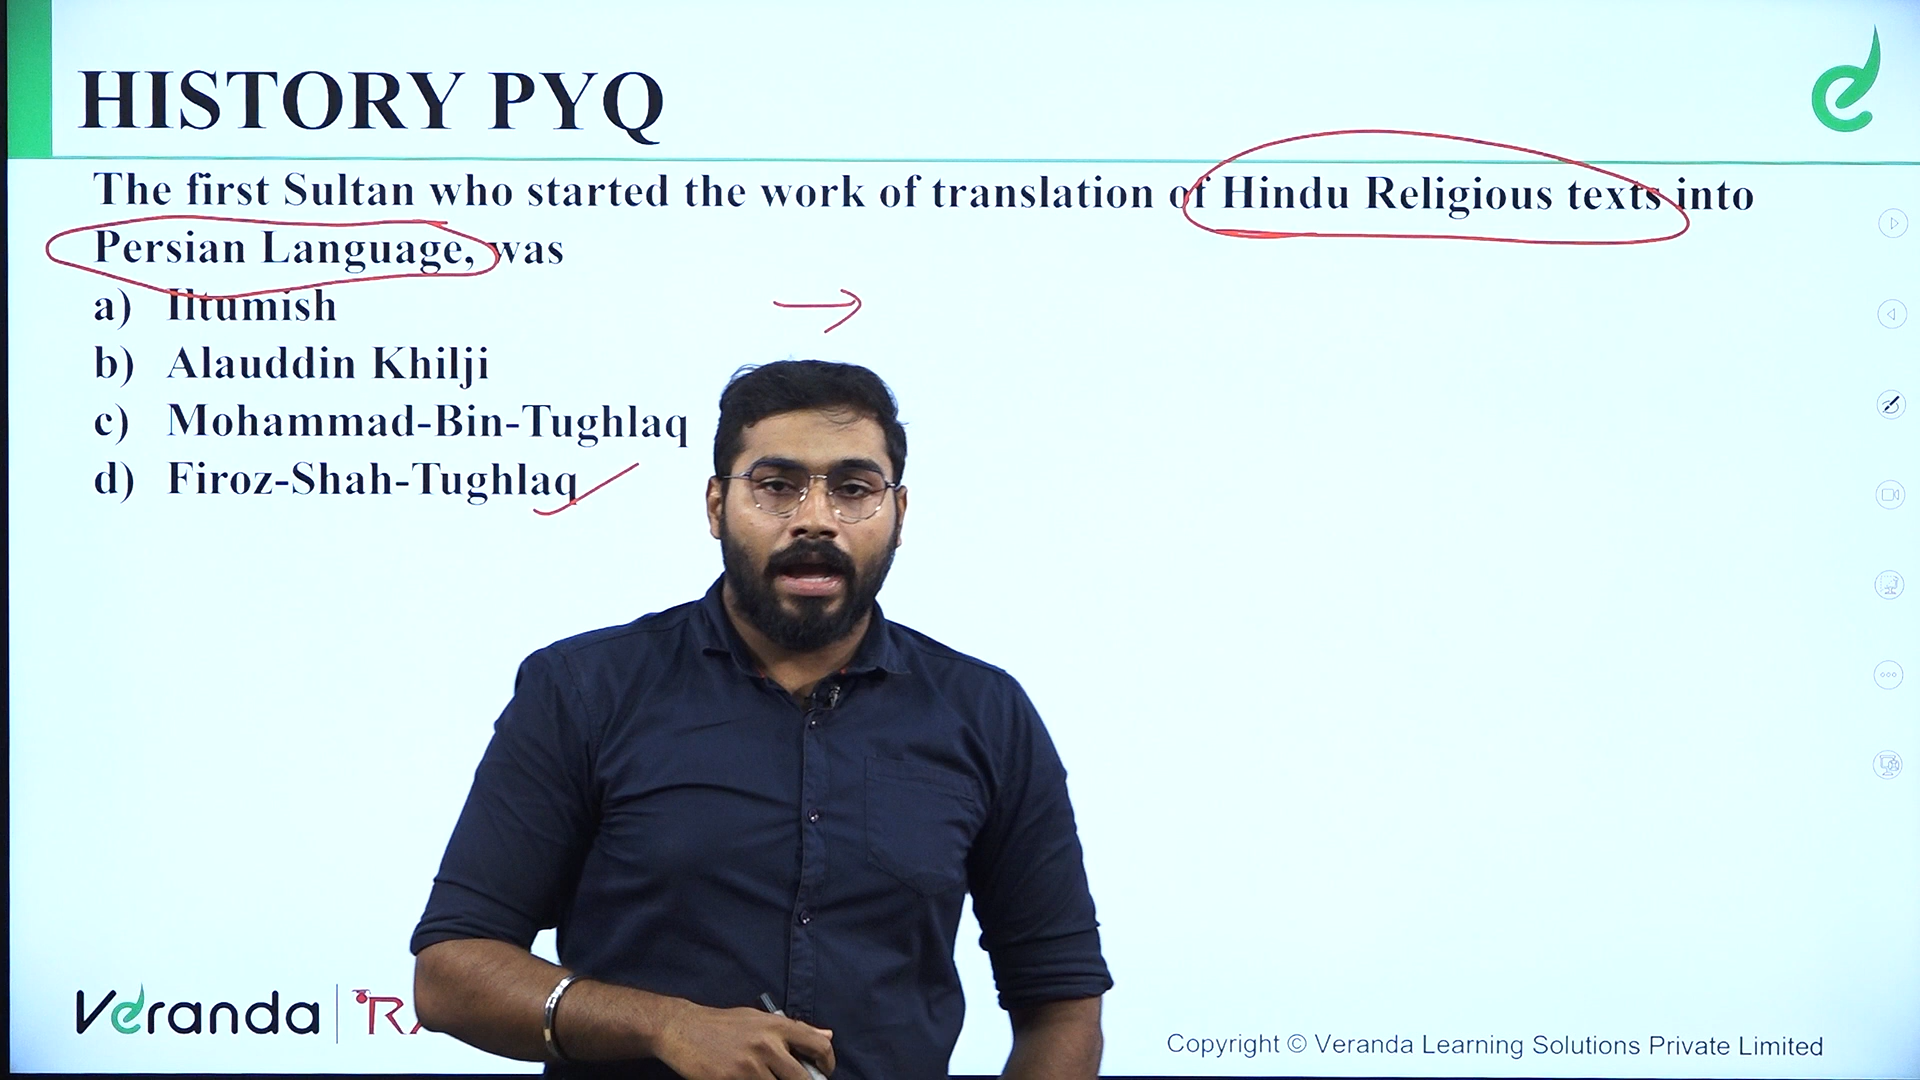 HISTORY PYQ
The first Sultan who started the work of translation of Hindu Religious texts into
Persian Language, was
a) Iltumish
b) Alauddin Khilji
c) Mohammad-Bin-Tughlaq
d) Firoz-Shah-Tughlaq
Veranda
Copyright © Veranda Learning Solutions Private Limited